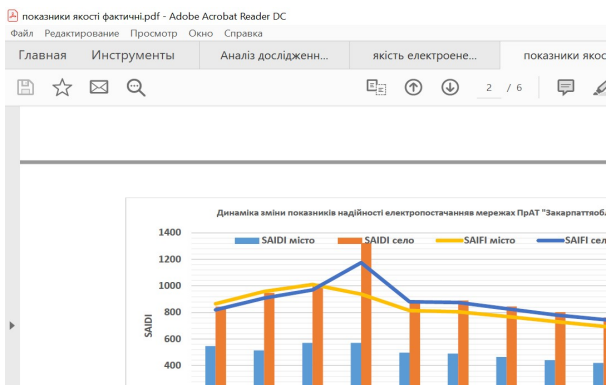 показники якості фактичні.pdf - Adobe Acrobat Reader DC
Файл Редактирование Просмотр Окно Справка
Главная Инструменты Аналіз дослідженн... якість електроене... показники якос
2 / 6
Динаміка зміни показників надійності електропостачання мережах ПрАТ "Закарпаттяобл
SAIDI місто SAIDI село SAIFI місто SAIFI сел
1400
1200
1000
800
600
400
SAIDI